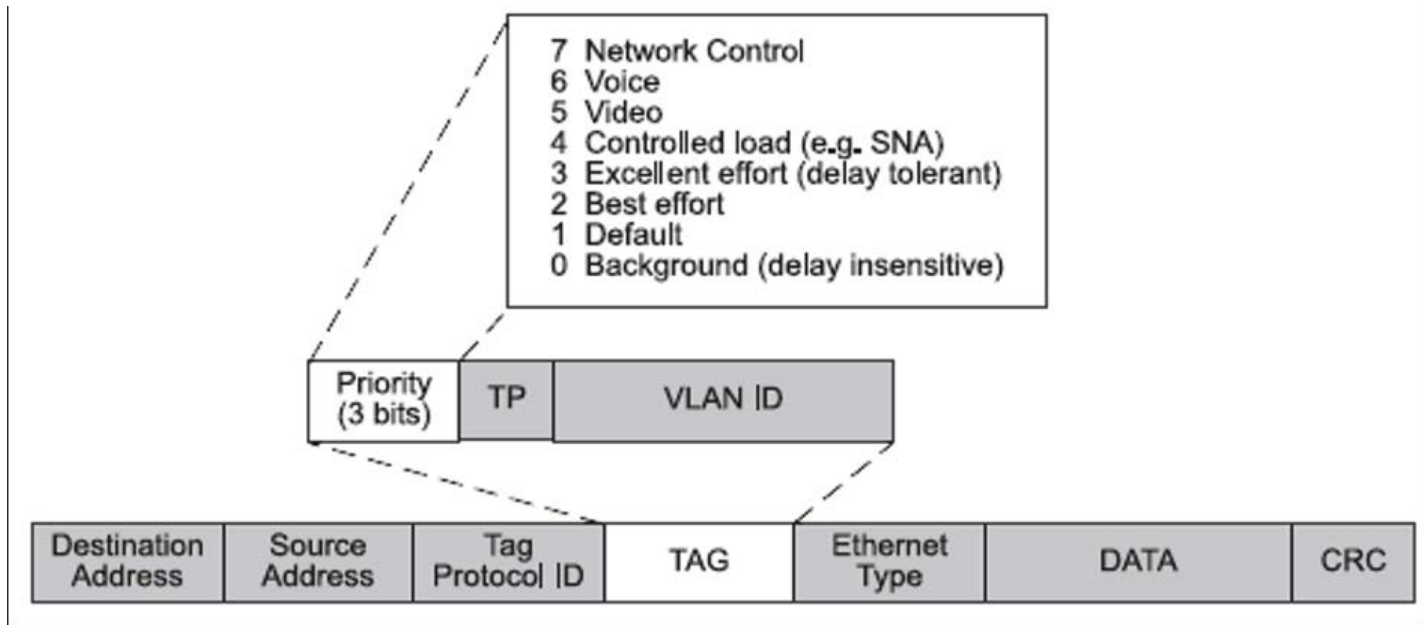 7 Network Control
6 Voice
5 Video
4 Controlled load (e.g. SNA)
3 Excellent effort (delay tolerant)
2 Best effort
1 Default
0 Background (delay insensitive)
Priority
(3 bits)
TP
VLAN ID
Destination
Address
Source
Address
Tag
Protocol ID
TAG
Ethernet
Type
DATA
CRC